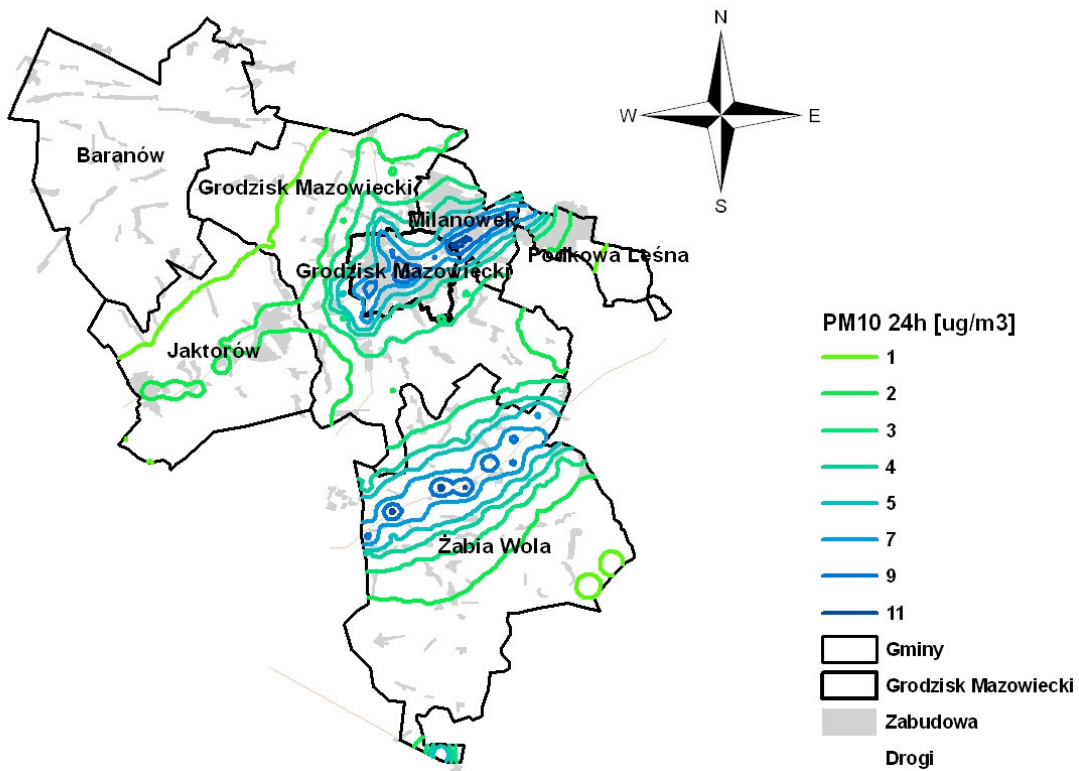 N
W
E
S
Baranów
Grodzisk Mazowiecki
Milanówek
Podkowa Leśna
Grodzisk Mazowiecki
Jaktorów
Żabia Wola
PM10 24h [ug/m3]
1
2
3
4
5
7
9
11
Gminy
Grodzisk Mazowiecki
Zabudowa
Drogi